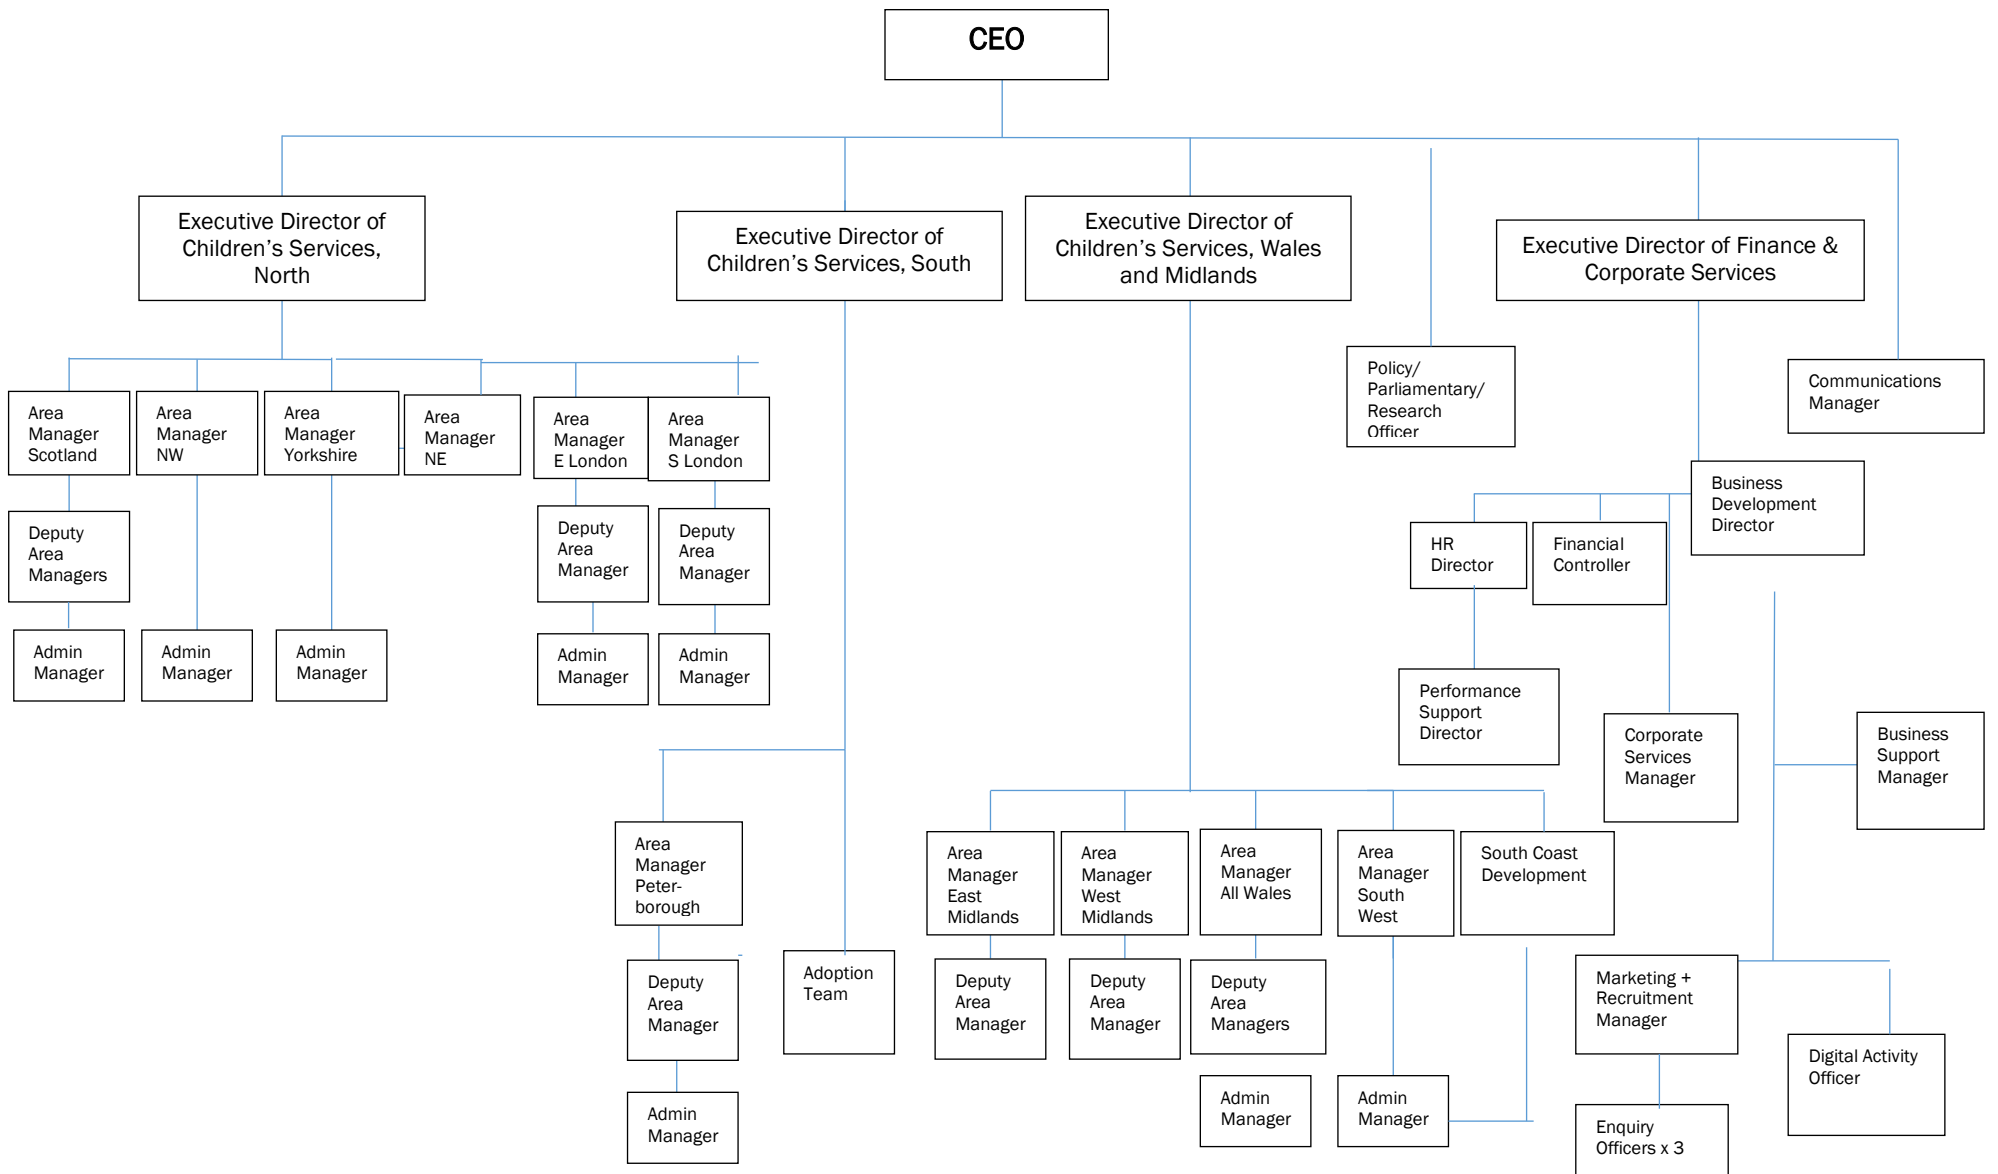 CEO
Executive Director of
Children's Services,
North
Executive Director of
Children's Services, South
Executive Director of
Children's Services, Wales
and Midlands
Executive Director of Finance &
Corporate Services
Policy/
Parliamentary/
Research
Officer
Communications
Manager
Area
Manager
Scotland
Area
Manager
NW
Area
Manager
Yorkshire
Area
Manager
NE
Area
Manager
E London
Area
Manager
S London
Business
Development
Director
HR
Director
Financial
Controller
Deputy
Area
Managers
Deputy
Area
Manager
Deputy
Area
Manager
Admin
Manager
Admin
Manager
Admin
Manager
Admin
Manager
Admin
Manager
Performance
Support
Director
Corporate
Services
Manager
Business
Support
Manager
Area
Manager
Peter-
borough
Area
Manager
East
Midlands
Area
Manager
West
Midlands
Area
Manager
All Wales
Area
Manager
South
West
South Coast
Development
Deputy
Area
Manager
Adoption
Team
Deputy
Area
Manager
Deputy
Area
Manager
Deputy
Area
Managers
Marketing +
Recruitment
Manager
Digital Activity
Officer
Admin
Manager
Admin
Manager
Admin
Manager
Enquiry
Officers x 3